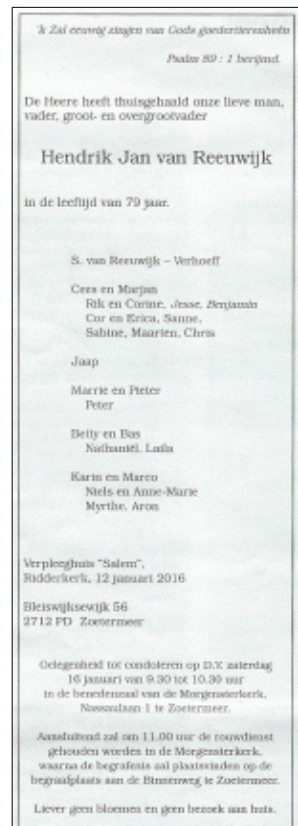 'k Zal eeuwig zingen van Gods goedertierenheên
Psalm 89 : 1 berijmd.
De Heere heeft thuisgehaald onze lieve man,
vader, groot- en overgrootvader
Hendrik Jan van Reeuwijk
in de leeftijd van 79 jaar.
S. van Reeuwijk – Verhoeff
Cees en Marjan
Rik en Corine, Jesse, Benjamin
Cor en Erica, Sanne,
Sabine, Maarten, Chris
Jaap
Marrie en Pieter
Peter
Betty en Bas
Nathaniël, Laila
Karin en Marco
Niels en Anne-Marie
Myrthe, Aron
Verpleeghuis "Salem",
Ridderkerk, 12 januari 2016
Bleiswijksewijk 56
2712 PD Zoetermeer
Gelegenheid tot condoleren op D.V. zaterdag
16 januari van 9.30 tot 10.30 uur
in de benedenzaal van de Morgensterkerk,
Nassaulaan 1 te Zoetermeer.
Aansluitend zal om 11.00 uur de rouwdienst
gehouden worden in de Morgensterkerk,
waarna de begrafenis zal plaatsvinden op de
begraafplaats aan de Binnenweg te Zoetermeer.
Liever geen bloemen en geen bezoek aan huis.